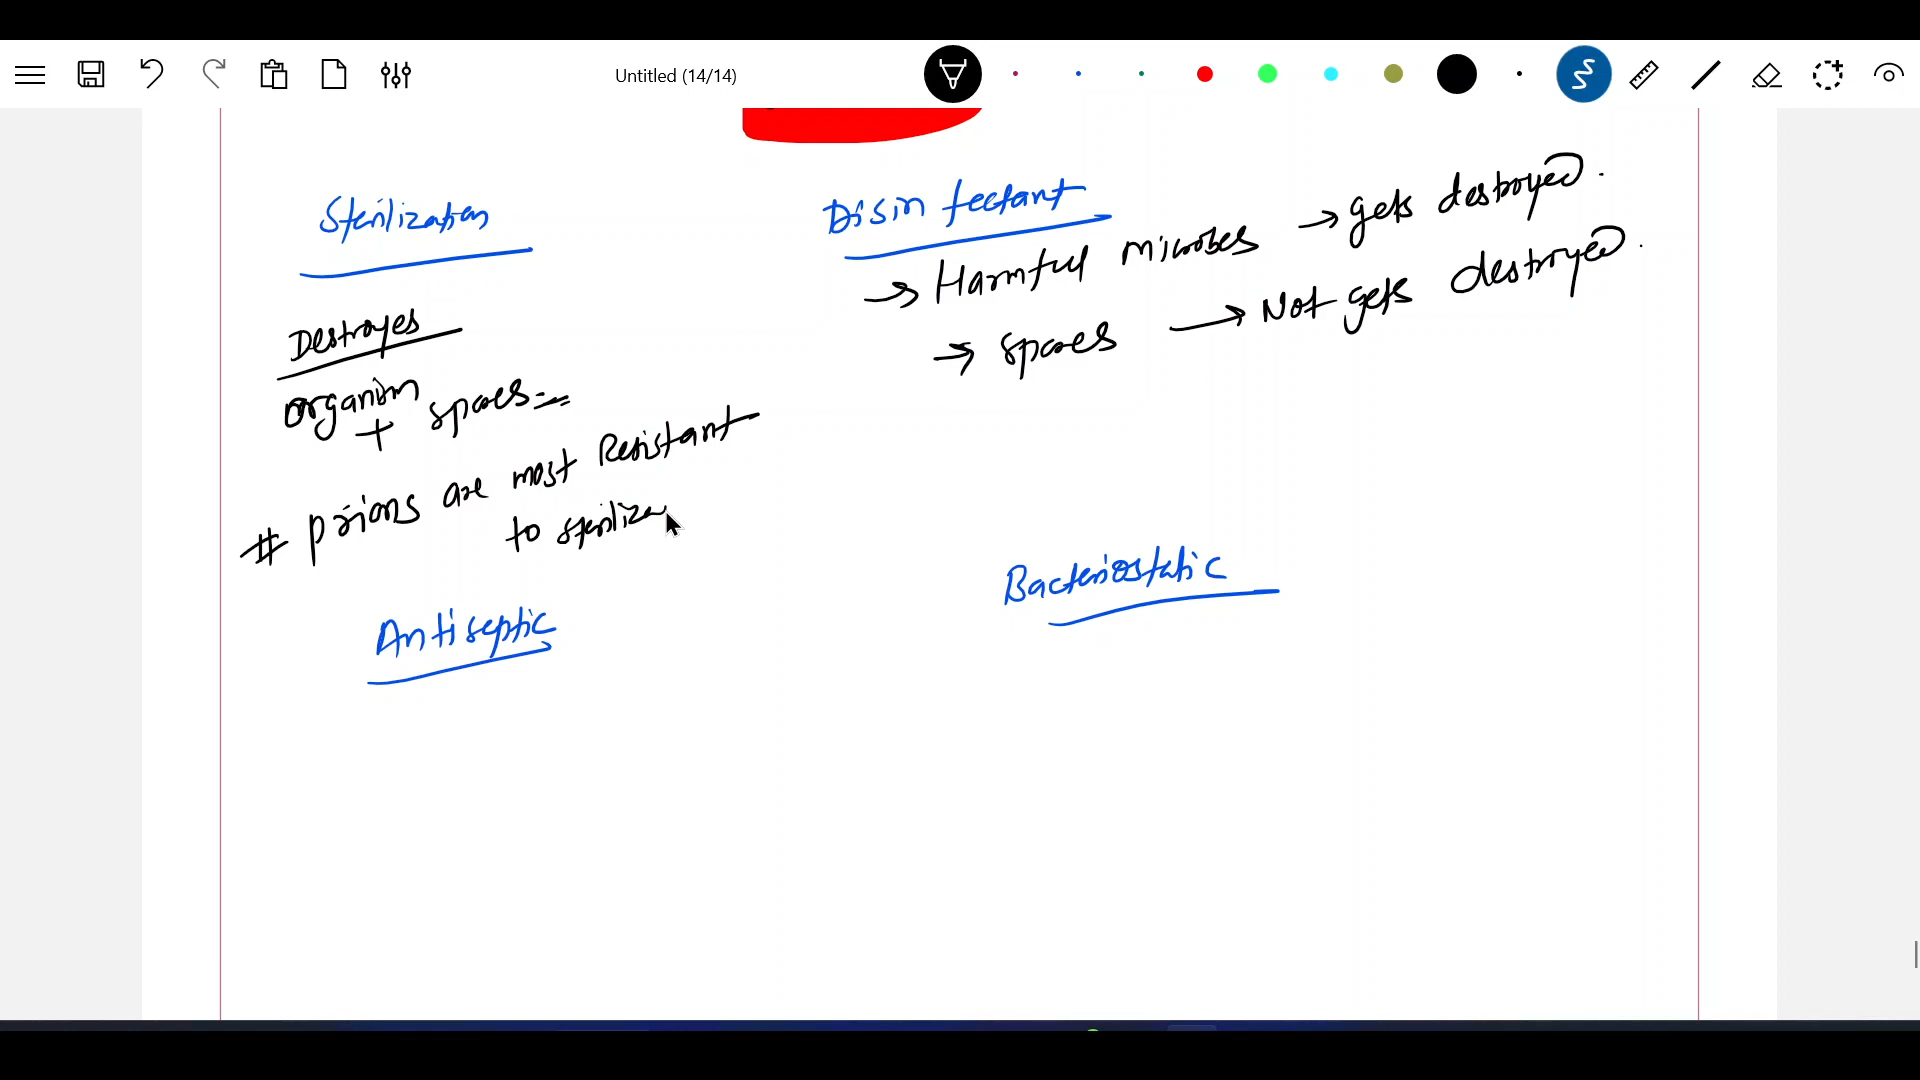 Untitled (14/14)
Sterilization
Destroyes
organism
+ spores
# prions are most Resistant
to steriliza
Disinfectant
→ Harmful microbes → gets destroyed.
→ spores → Not gets destroyed.
Antiseptic
Bacteriostatic